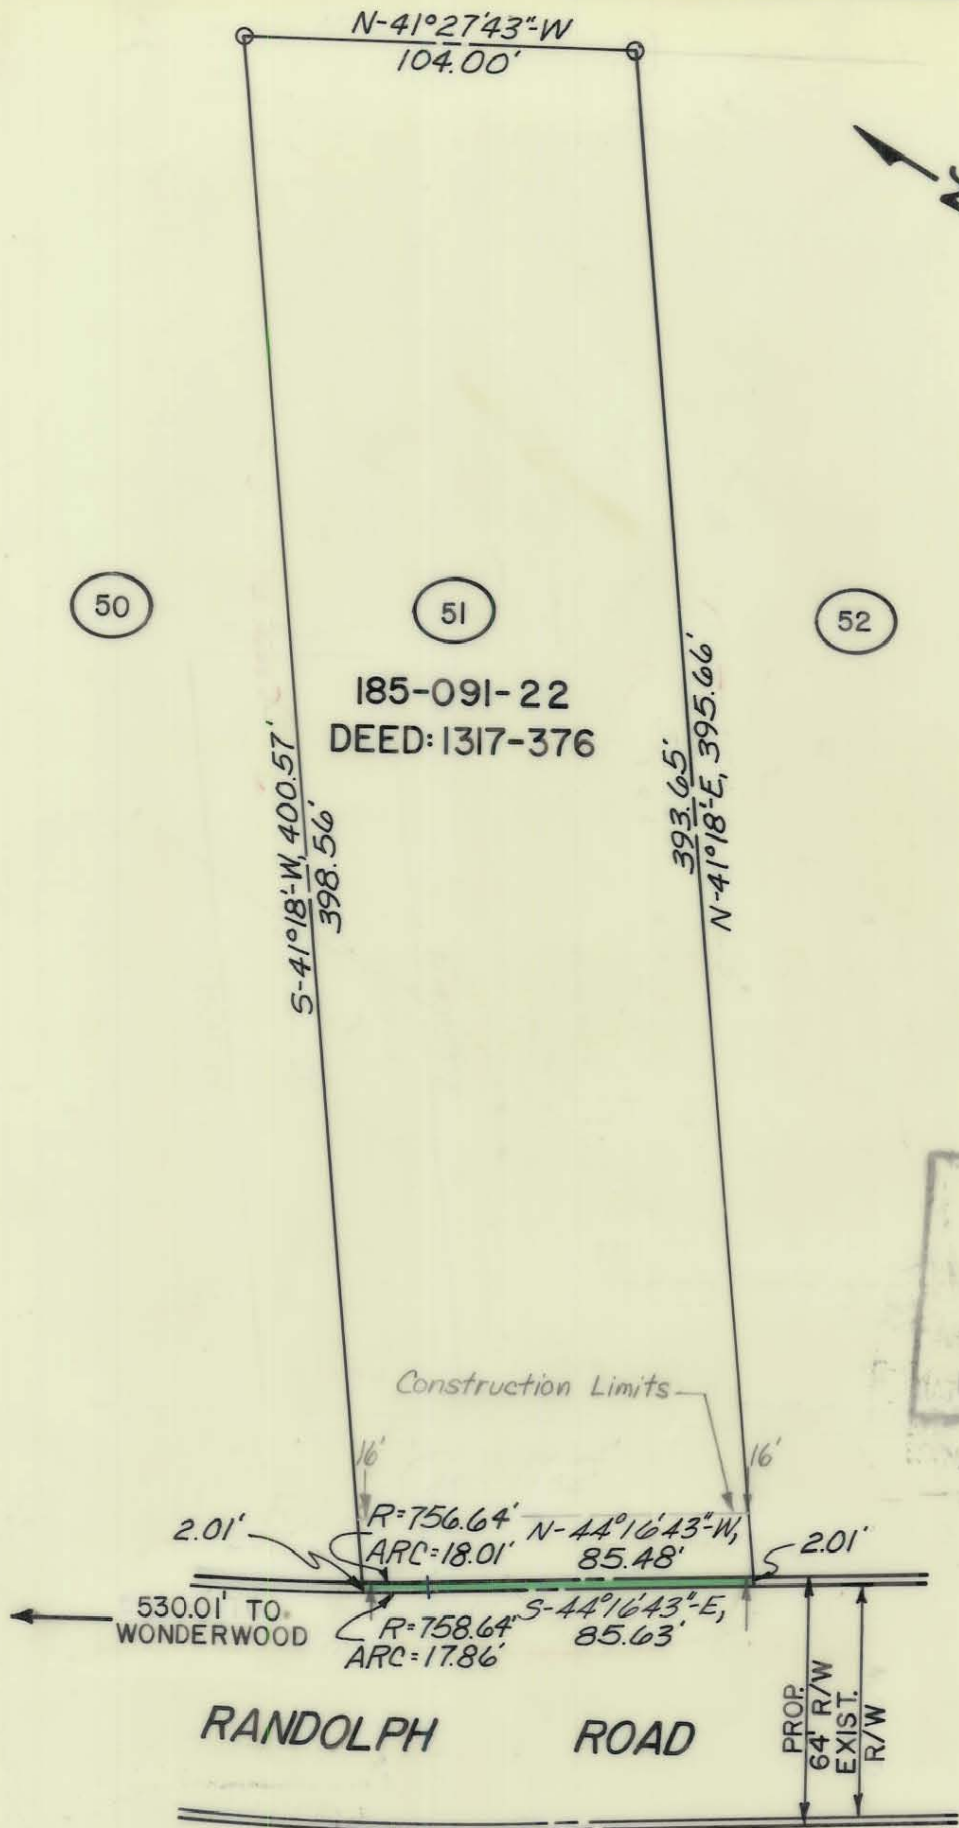 N-41°27'43"-W
104.00'
N
50
51
52
185-091-22
DEED: 1317-376
S-41°18'-W, 400.57'
398.56'
393.65'
N-41°18'-E, 395.66'
Construction Limits
16'
16'
2.01'
R=756.64'
ARC=18.01'
N-44°16'43"-W,
85.48'
2.01'
530.01' TO
WONDERWOOD
R=758.64'
ARC=17.86'
S-44°16'43"-E,
85.63'
RANDOLPH ROAD
PROP.
64' R/W
EXIST.
R/W